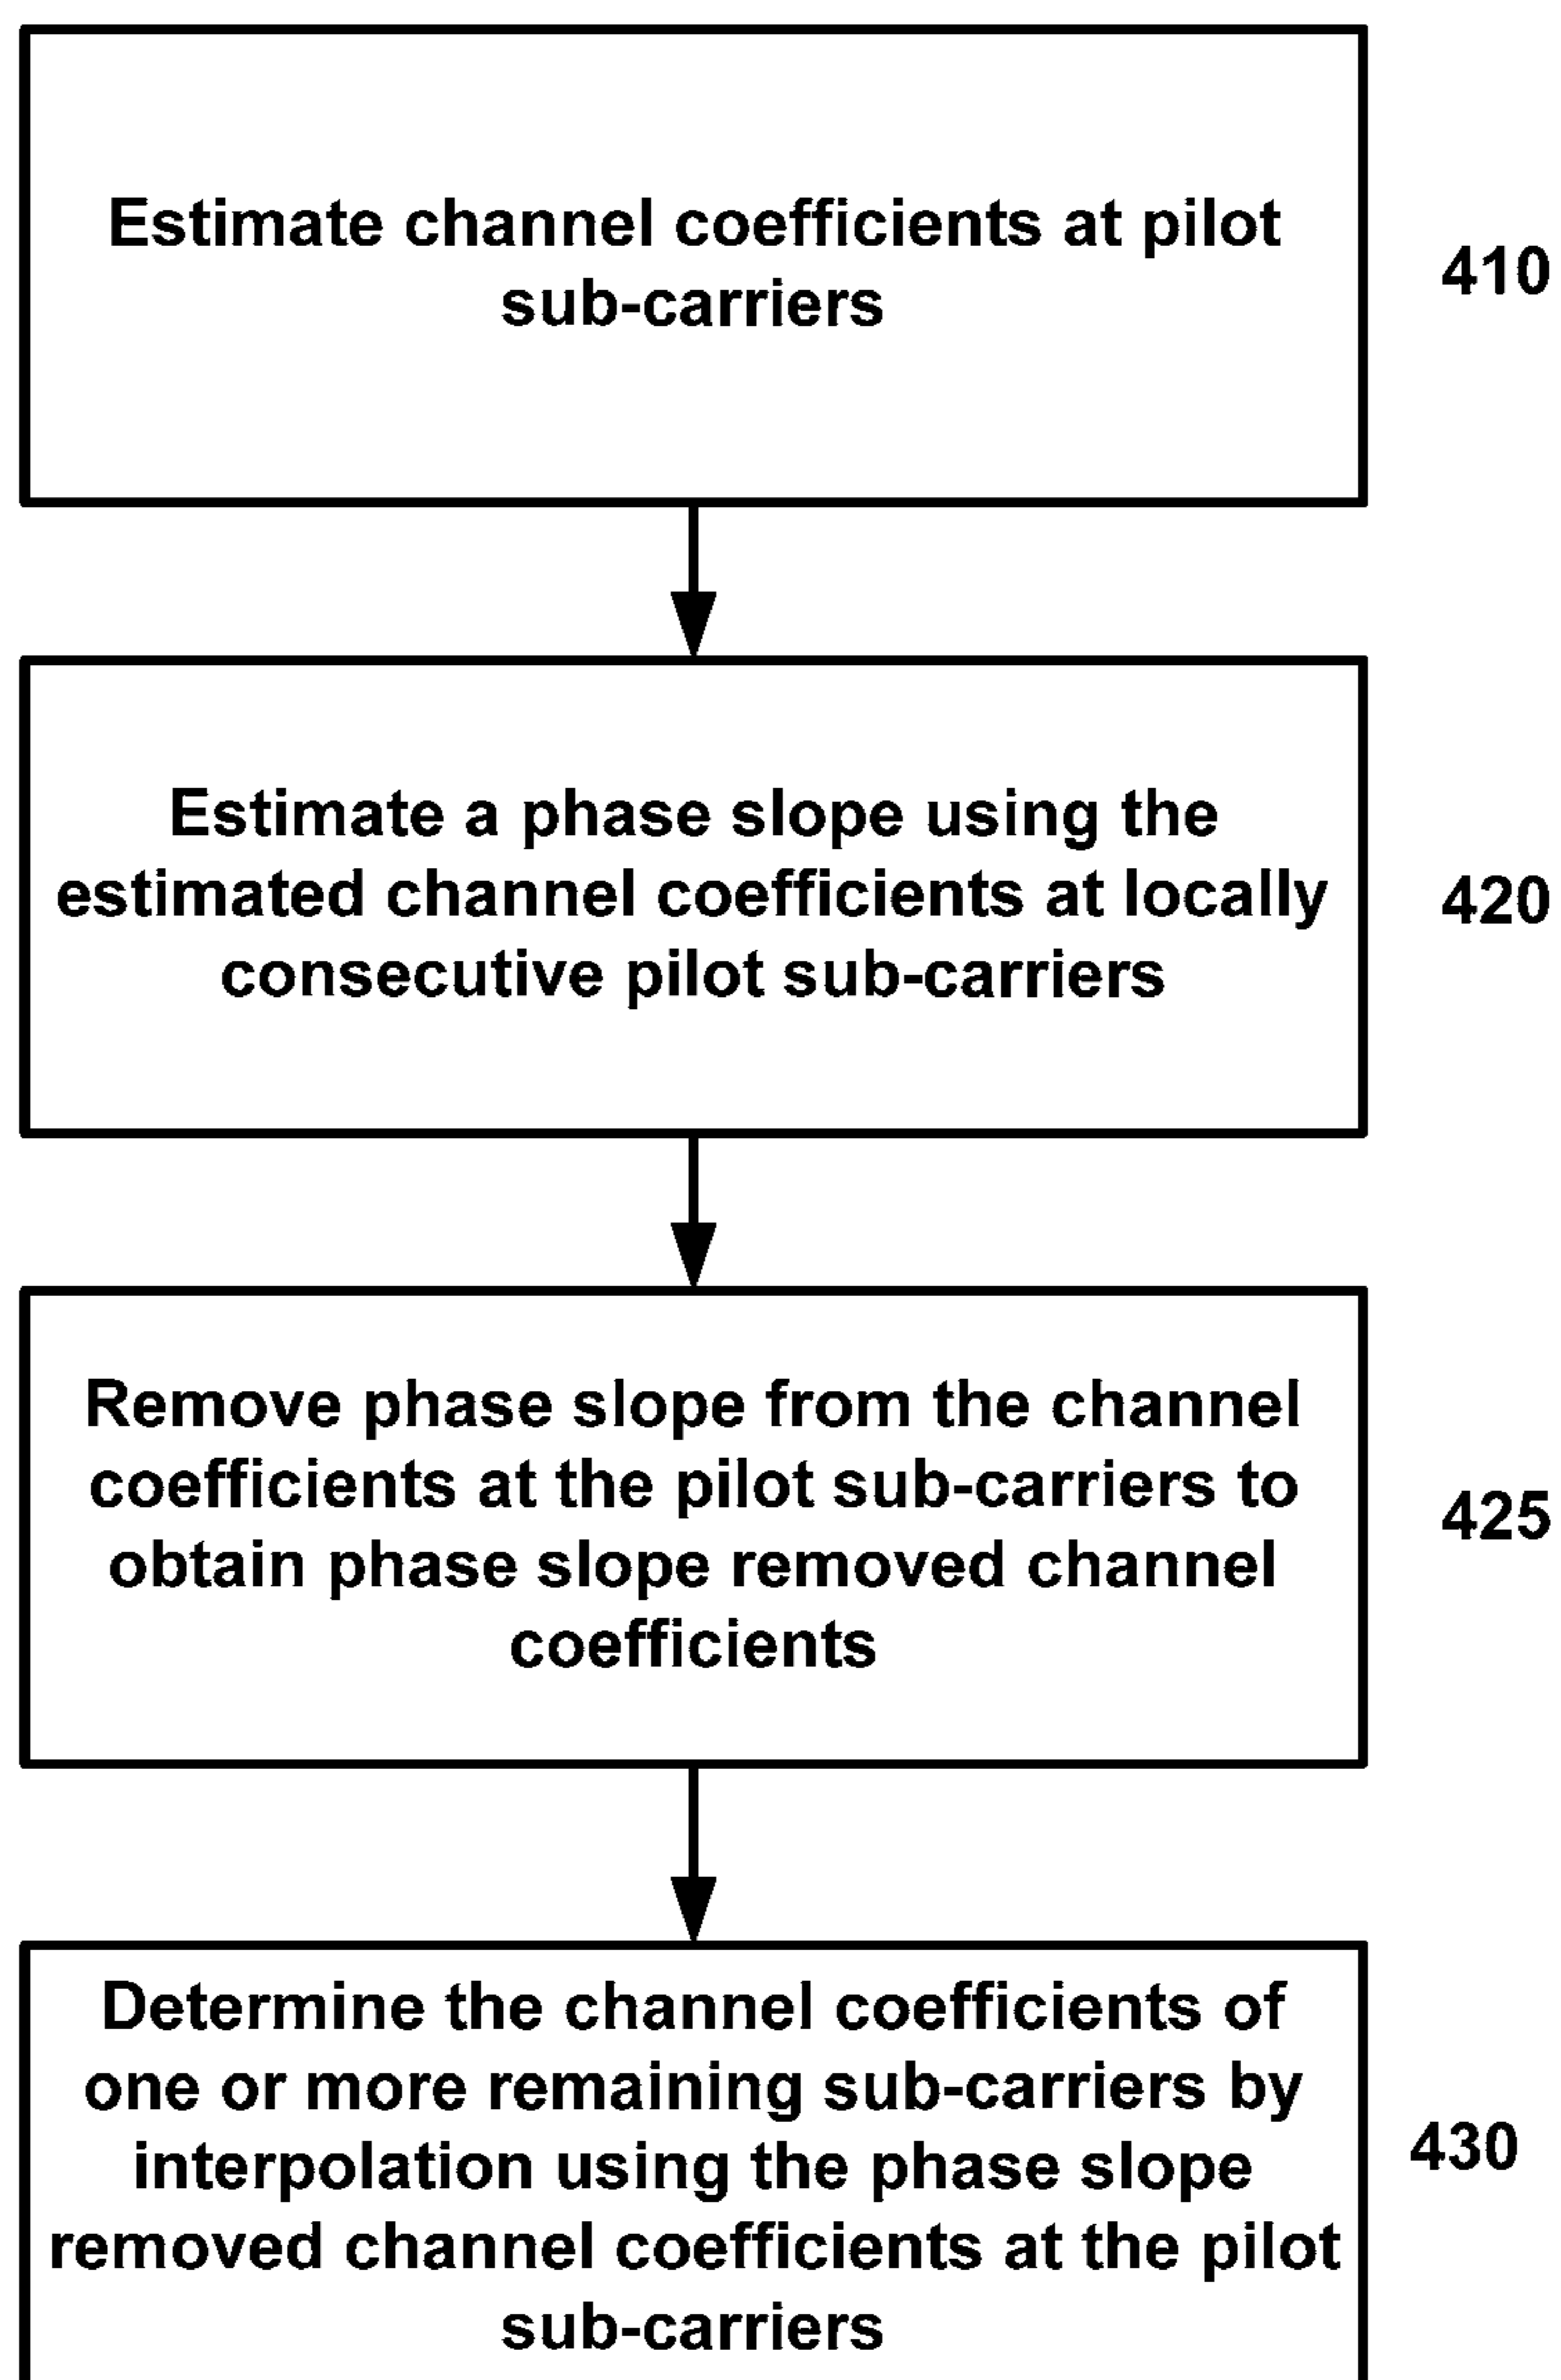 Estimate channel coefficients at pilot
sub-carriers
410
Estimate a phase slope using the
estimated channel coefficients at locally
consecutive pilot sub-carriers
420
Remove phase slope from the channel
coefficients at the pilot sub-carriers to
obtain phase slope removed channel
coefficients
425
Determine the channel coefficients of
one or more remaining sub-carriers by
interpolation using the phase slope
removed channel coefficients at the pilot
sub-carriers
430